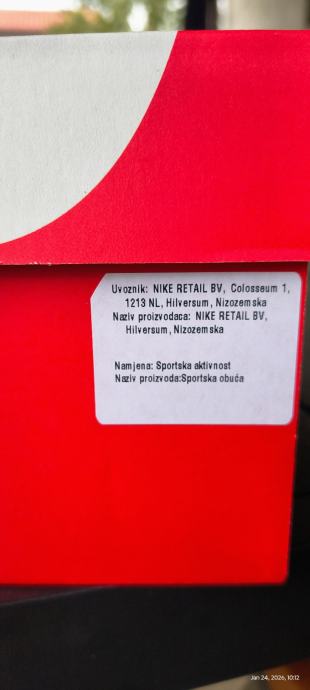 Uvoznik: NIKE RETAIL BV, Colosseum 1,
1213 NL, Hilversum, Nizozemska
Naziv proizvodaca: NIKE RETAIL BV,
Hilversum, Nizozemska
Namjena: Sportska aktivnost
Naziv proizvoda:Sportska obuća
Jan 24, 2026, 10:12